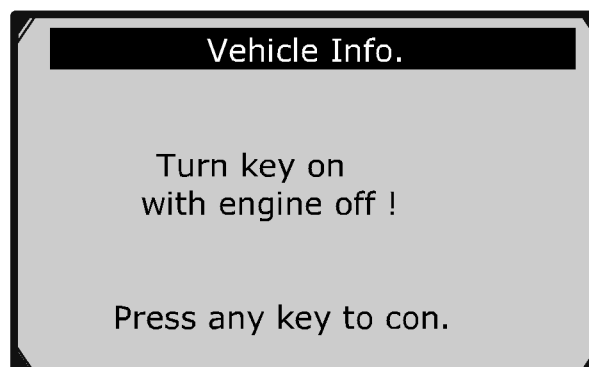 Vehicle Info.
Turn key on
with engine off !
Press any key to con.